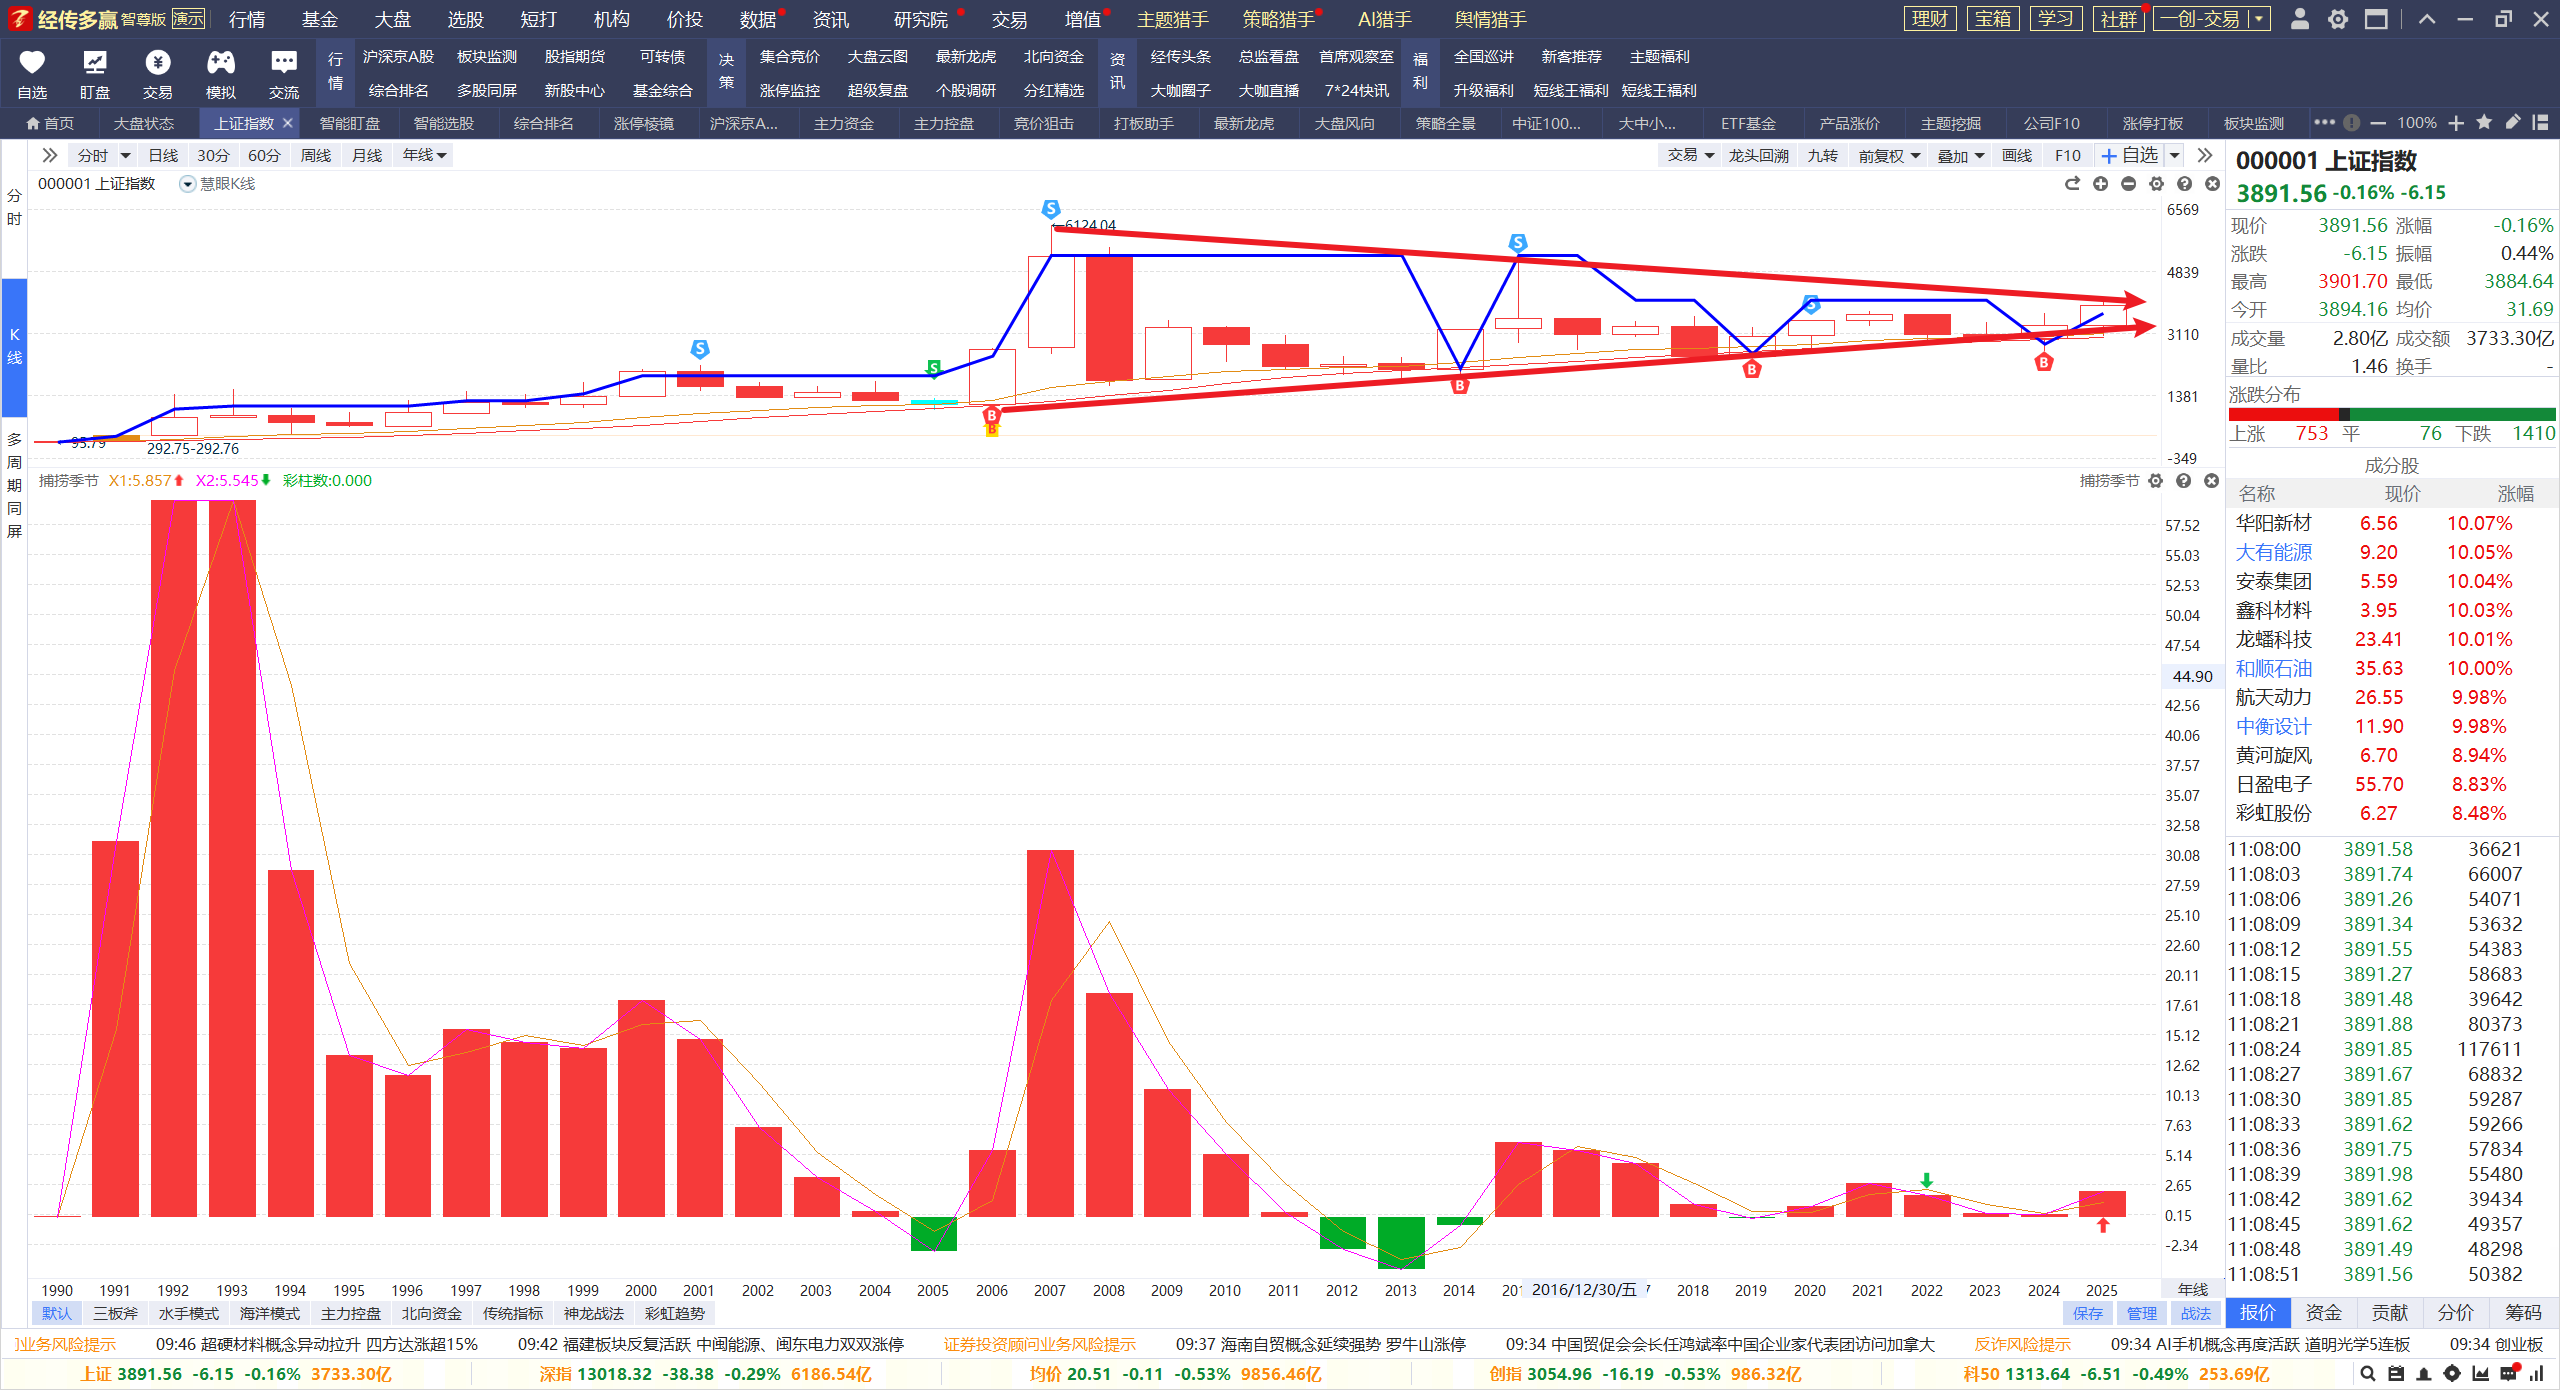 经传多赢 智尊版 演示 行情 基金 大盘 选股 短打 机构 价投 数据 资讯 研究院 交易 增值 主题猎手 策略猎手 AI猎手 舆情猎手 理财 宝箱 学习 社群 一创-交易
自选 盯盘 交易 模拟 交流
行情 沪深京A股 板块监测 股指期货 可转债 决策 集合竞价 大盘云图 最新龙虎 北向资金 资讯 经传头条 总监看盘 首席观察室 福利 全国巡讲 新客推荐 主题福利
综合排名 多股同屏 新股中心 基金综合 涨停监控 超级复盘 个股调研 分红精选 大咖圈子 大咖直播 7*24快讯 升级福利 短线王福利 短线王福利
首页 大盘状态 上证指数 智能盯盘 智能选股 综合排名 涨停棱镜 沪深京A... 主力资金 主力控盘 竞价狙击 打板助手 最新龙虎 大盘风向 策略全景 中证100... 大中小... ETF基金 产品涨价 主题挖掘 公司F10 涨停打板 板块监测 100%
分时 日线 30分 60分 周线 月线 年线 交易 龙头回溯 九转 前复权 叠加 画线 F10 自选
分时
K线
多周期同屏
000001 上证指数 慧眼K线
6569
4839
3110
1381
-349
6124.04
95.79
292.75-292.76
S
S
S
S
S
B
B
B
B
B
B
捕捞季节 X1:5.857 X2:5.545 彩柱数:0.000 捕捞季节
57.52
55.03
52.53
50.04
47.54
44.90
42.56
40.06
37.57
35.07
32.58
30.08
27.59
25.10
22.60
20.11
17.61
15.12
12.62
10.13
7.63
5.14
2.65
0.15
-2.34
1990 1991 1992 1993 1994 1995 1996 1997 1998 1999 2000 2001 2002 2003 2004 2005 2006 2007 2008 2009 2010 2011 2012 2013 2014 2016/12/30/五 2018 2019 2020 2021 2022 2023 2024 2025 年线
默认 三板斧 水手模式 海洋模式 主力控盘 北向资金 传统指标 神龙战法 彩虹趋势 保存 管理 战法
000001 上证指数
3891.56 -0.16% -6.15
现价 3891.56 涨幅 -0.16%
涨跌 -6.15 振幅 0.44%
最高 3901.70 最低 3884.64
今开 3894.16 均价 31.69
成交量 2.80亿 成交额 3733.30亿
量比 1.46 换手 -
涨跌分布
上涨 753 平 76 下跌 1410
成分股
名称 现价 涨幅
华阳新材 6.56 10.07%
大有能源 9.20 10.05%
安泰集团 5.59 10.04%
鑫科材料 3.95 10.03%
龙蟠科技 23.41 10.01%
和顺石油 35.63 10.00%
航天动力 26.55 9.98%
中衡设计 11.90 9.98%
黄河旋风 6.70 8.94%
日盈电子 55.70 8.83%
彩虹股份 6.27 8.48%
11:08:00 3891.58 36621
11:08:03 3891.74 66007
11:08:06 3891.26 54071
11:08:09 3891.34 53632
11:08:12 3891.55 54383
11:08:15 3891.27 58683
11:08:18 3891.48 39642
11:08:21 3891.88 80373
11:08:24 3891.85 117611
11:08:27 3891.67 68832
11:08:30 3891.85 59287
11:08:33 3891.62 59266
11:08:36 3891.75 57834
11:08:39 3891.98 55480
11:08:42 3891.62 39434
11:08:45 3891.62 49357
11:08:48 3891.49 48298
11:08:51 3891.56 50382
报价 资金 贡献 分价 筹码
业务风险提示 09:46 超硬材料概念异动拉升 四方达涨超15% 09:42 福建板块反复活跃 中闽能源、闽东电力双双涨停 证券投资顾问业务风险提示 09:37 海南自贸概念延续强势 罗牛山涨停 09:34 中国贸促会会长任鸿斌率中国企业家代表团访问加拿大 反诈风险提示 09:34 AI手机概念再度活跃 道明光学5连板 09:34 创业板
上证 3891.56 -6.15 -0.16% 3733.30亿 深指 13018.32 -38.38 -0.29% 6186.54亿 均价 20.51 -0.11 -0.53% 9856.46亿 创指 3054.96 -16.19 -0.53% 986.32亿 科50 1313.64 -6.51 -0.49% 253.69亿